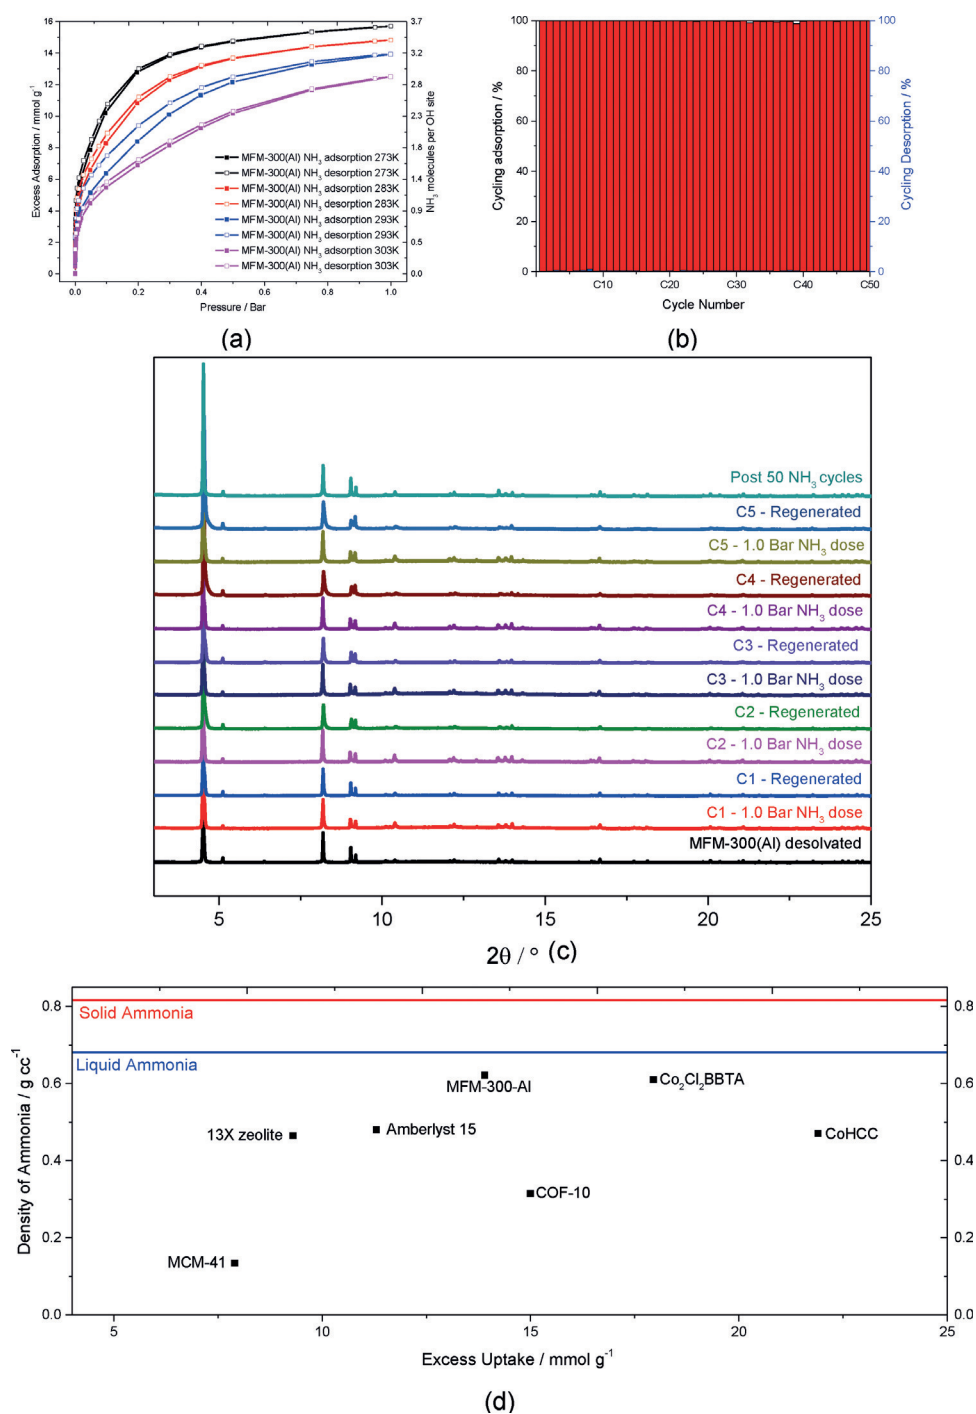 16
14
12
10
8
6
4
2
0
Excess Adsorption / mmol g⁻¹
3.7
3.2
2.8
2.3
1.8
1.4
0.9
0.5
0.0
NH₃ molecules per OH site
MFM-300(Al) NH₃ adsorption 273K
MFM-300(Al) NH₃ desorption 273K
MFM-300(Al) NH₃ adsorption 283K
MFM-300(Al) NH₃ desorption 283K
MFM-300(Al) NH₃ adsorption 293K
MFM-300(Al) NH₃ desorption 293K
MFM-300(Al) NH₃ adsorption 303K
MFM-300(Al) NH₃ desorption 303K
0.0 0.2 0.4 0.6 0.8 1.0
Pressure / Bar
(a)
100
80
60
40
20
0
Cycling adsorption / %
100
80
60
40
20
0
Cycling Desorption / %
C10 C20 C30 C40 C50
Cycle Number
(b)
Post 50 NH₃ cycles
C5 - Regenerated
C5 - 1.0 Bar NH₃ dose
C4 - Regenerated
C4 - 1.0 Bar NH₃ dose
C3 - Regenerated
C3 - 1.0 Bar NH₃ dose
C2 - Regenerated
C2 - 1.0 Bar NH₃ dose
C1 - Regenerated
C1 - 1.0 Bar NH₃ dose
MFM-300(Al) desolvated
5 10 15 20 25
2θ / °
(c)
0.8
0.6
0.4
0.2
0.0
Density of Ammonia / g cc⁻¹
0.8
0.6
0.4
0.2
0.0
Solid Ammonia
Liquid Ammonia
MFM-300-Al
Co₂Cl₂BBTA
13X zeolite
Amberlyst 15
CoHCC
COF-10
MCM-41
5 10 15 20 25
Excess Uptake / mmol g⁻¹
(d)